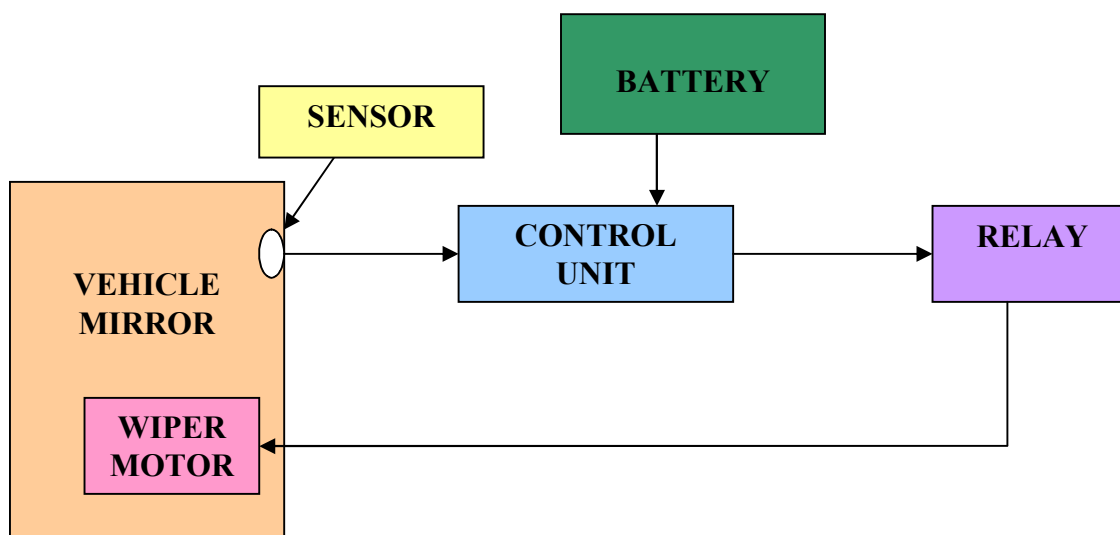 BATTERY
SENSOR
CONTROL
UNIT
RELAY
VEHICLE
MIRROR
WIPER
MOTOR